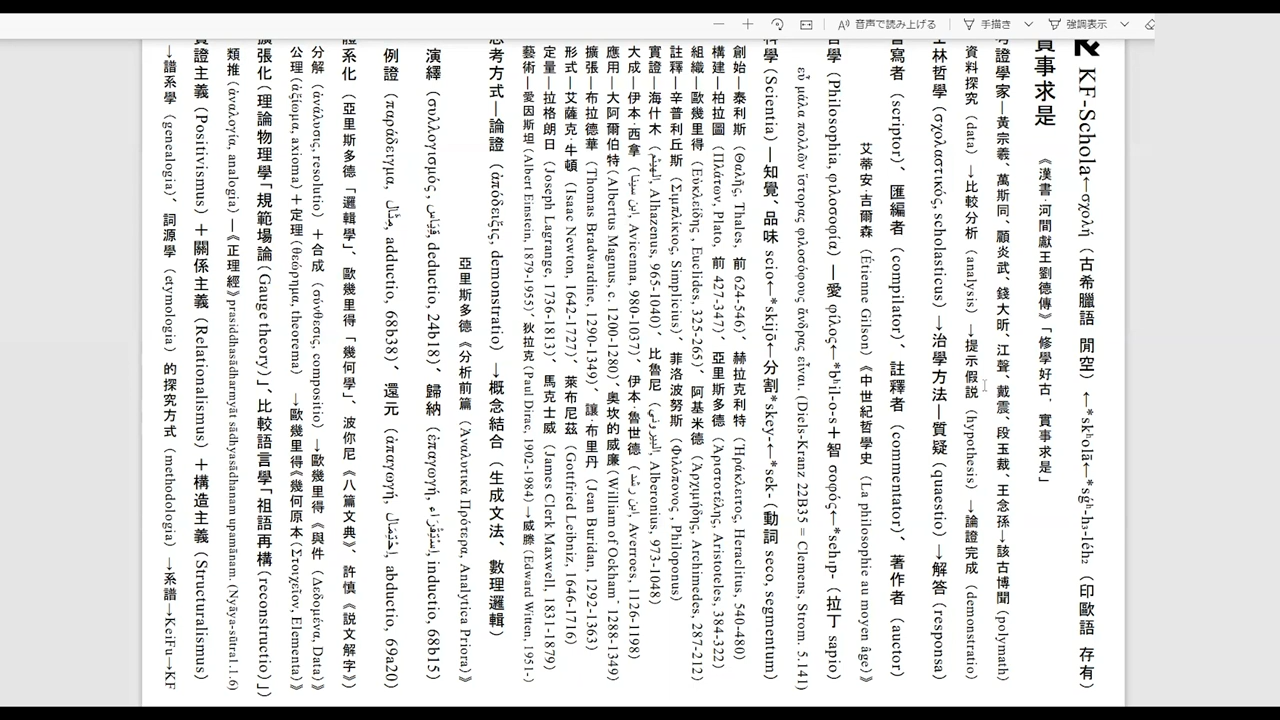 音声で読み上げる
手描き
強調表示
KF-Schola←σχολή（古希臘語 閒空）←*skʰolā←*sǵʰ-h₃-léh₂（印歐語 存有）
實事求是
《漢書·河間獻王劉德傳》「修學好古，實事求是」
考證學家—黃宗羲、萬斯同、顧炎武、錢大昕、江聲、戴震、段玉裁、王念孫→該古博聞（polymath）
資料探究（data）→比較分析（analysis）→提示假説（hypothesis）→論證完成（demonstratio）
士林哲學（σχολαστικός, scholasticus）→治學方法—質疑（quaestio）→解答（responsa）
書寫者（scriptor）、匯編者（compilator）、註釋者（commentator）、著作者（auctor）
艾蒂安·吉爾森（Étienne Gilson）《中世紀哲學史（La philosophie au moyen âge）》
哲學（Philosophia, φιλοσοφία）—愛 φίλος←*bʰil-o-s＋智 σοφός←*seh₁p-（拉丁 sapio）
εὖ μάλα πολλῶν ἵστορας φιλοσόφους ἄνδρας εἶναι. (Diels-Kranz 22B35 = Clemens, Strom. 5.141)
科學（Scientia）—知覺、品味 scio←*skijō←分割*skey-←*sek-（動詞 seco, segmentum）
創始—泰利斯（Θαλῆς, Thales, 前 624-546）、赫拉克利特（Ἡράκλειτος, Heraclitus, 540-480）
構建—柏拉圖（Πλάτων, Plato, 前 427-347）、亞里斯多德（Ἀριστοτέλης, Aristoteles, 384-322）
組織—歐幾里得（Εὐκλείδης, Euclides, 325-265）、阿基米德（Ἀρχιμήδης, Archimedes, 287-212）
註釋—辛普利丘斯（Σιμπλίκιος, Simplicius）、菲洛波努斯（Φιλόπονος, Philoponus）
實證—海什木（الهيثم, Alhazenus, 965-1040）、比魯尼（البيروني, Alberonius, 973-1048）
大成—伊本·西拿（ابن سينا, Avicenna, 980-1037）、伊本·魯世德（ابن رشد, Averroes, 1126-1198）
應用—大阿爾伯特（Albertus Magnus, c. 1200-1280）、奧坎的威廉（William of Ockham, 1288-1349）
擴張—布拉德華（Thomas Bradwardine, 1290-1349）、讓·布里丹（Jean Buridan, 1292-1363）
形式—艾薩克·牛頓（Isaac Newton, 1642-1727）、萊布尼茲（Gottfried Leibniz, 1646-1716）
定量—拉格朗日（Joseph Lagrange, 1736-1813）、馬克士威（James Clerk Maxwell, 1831-1879）
藝術—愛因斯坦（Albert Einstein, 1879-1955）、狄拉克（Paul Dirac, 1902-1984）→威滕（Edward Witten, 1951-）
思考方式—論證（ἀπόδειξις, demonstratio）→概念結合（生成文法、數理邏輯）
亞里斯多德《分析前篇（Ἀναλυτικὰ Πρότερα, Analytica Priora）》
演繹（συλλογισμός, قِيَاس, deductio, 24b18）、歸納（ἐπαγωγή, اِسْتِقْرَاء, inductio, 68b15）
例證（παράδειγμα, مِثَال, adductio, 68b38）、還元（ἀπαγωγή, abductio, 69a20）
體系化（亞里斯多德「邏輯學」、歐幾里得「幾何學」、波你尼《八篇文典》、許慎《説文解字》）
分解（ἀνάλυσις, resolutio）＋合成（σύνθεσις, compositio）→歐幾里得《與件（Δεδομένα, Data）》
公理（ἀξίωμα, axioma）＋定理（θεώρημα, theorema）→歐幾里得《幾何原本（Στοιχεῖον, Elementa）》
擴張化（理論物理學「規範場論（Gauge theory）」、比較語言學「祖語再構（reconstructio）」）
類推（ἀναλογία, analogia）—《正理經》prasiddhasādharmyāt sādhyasādhanam upamānam. (Nyāya-sūtra1.1.6)
實證主義（Positivismus）＋關係主義（Relationalismus）＋構造主義（Structuralismus）
→譜系學（genealogia）、詞源學（etymologia）的探究方式（methodologia）→系譜→KeiFu→KF